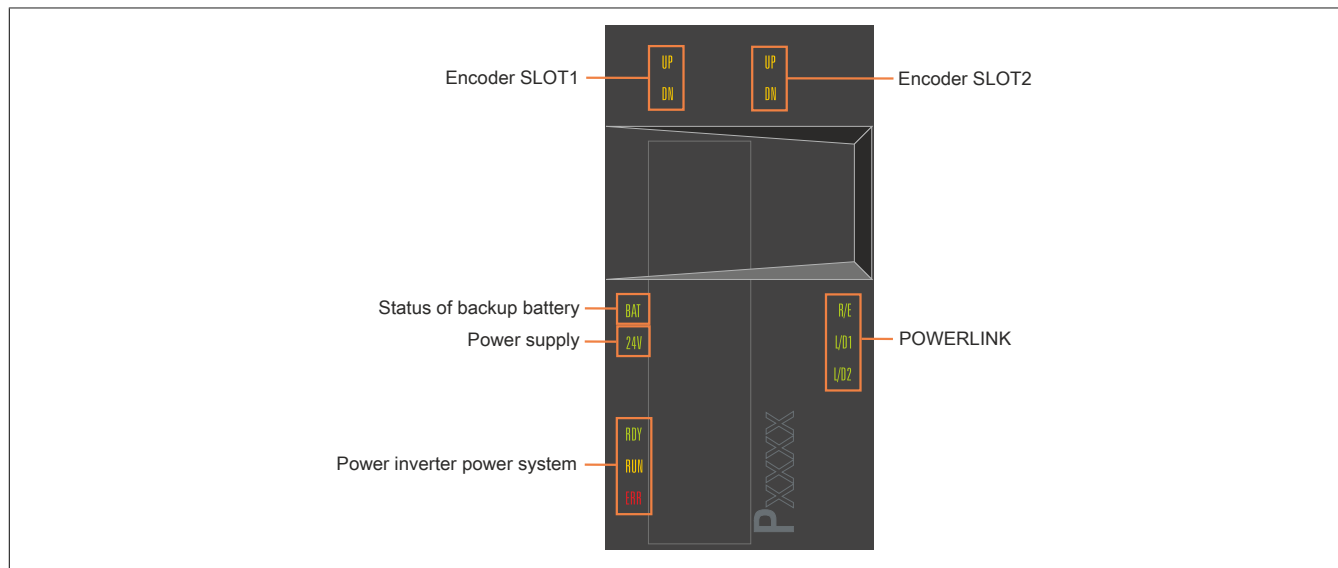 Encoder SLOT1
UP
DN
UP
DN
Encoder SLOT2
Status of backup battery
BAT
Power supply
24V
R/E
L/D1
L/D2
POWERLINK
Power inverter power system
RDY
RUN
ERR
PXXXXX